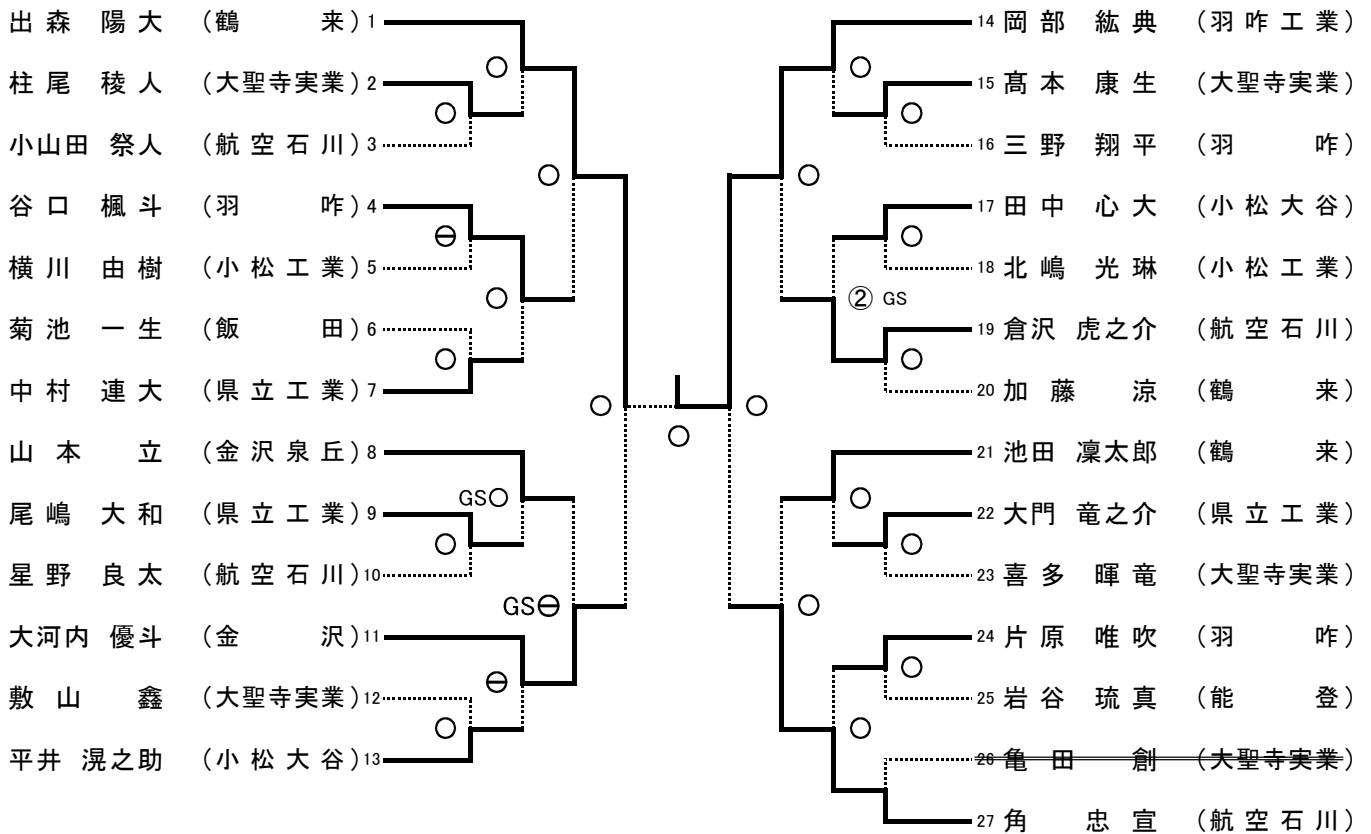 出森 陽大 (鶴来) 1
柱尾 稜人 (大聖寺実業) 2
小山田 祭人 (航空石川) 3
谷口 楓斗 (羽咋) 4
横川 由樹 (小松工業) 5
菊池 一生 (飯田) 6
中村 連大 (県立工業) 7
山本 立 (金沢泉丘) 8
GS
尾嶋 大和 (県立工業) 9
星野 良太 (航空石川) 10
GS
大河内 優斗 (金沢) 11
敷山 鑫 (大聖寺実業) 12
平井 滉之助 (小松大谷) 13
14 岡部 紘典 (羽咋工業)
15 髙本 康生 (大聖寺実業)
16 三野 翔平 (羽咋)
17 田中 心大 (小松大谷)
18 北嶋 光琳 (小松工業)
② GS
19 倉沢 虎之介 (航空石川)
20 加藤 涼 (鶴来)
21 池田 凜太郎 (鶴来)
22 大門 竜之介 (県立工業)
23 喜多 暉竜 (大聖寺実業)
24 片原 唯吹 (羽咋)
25 岩谷 琉真 (能登)
26 亀田 創 (大聖寺実業)
27 角 忠宣 (航空石川)